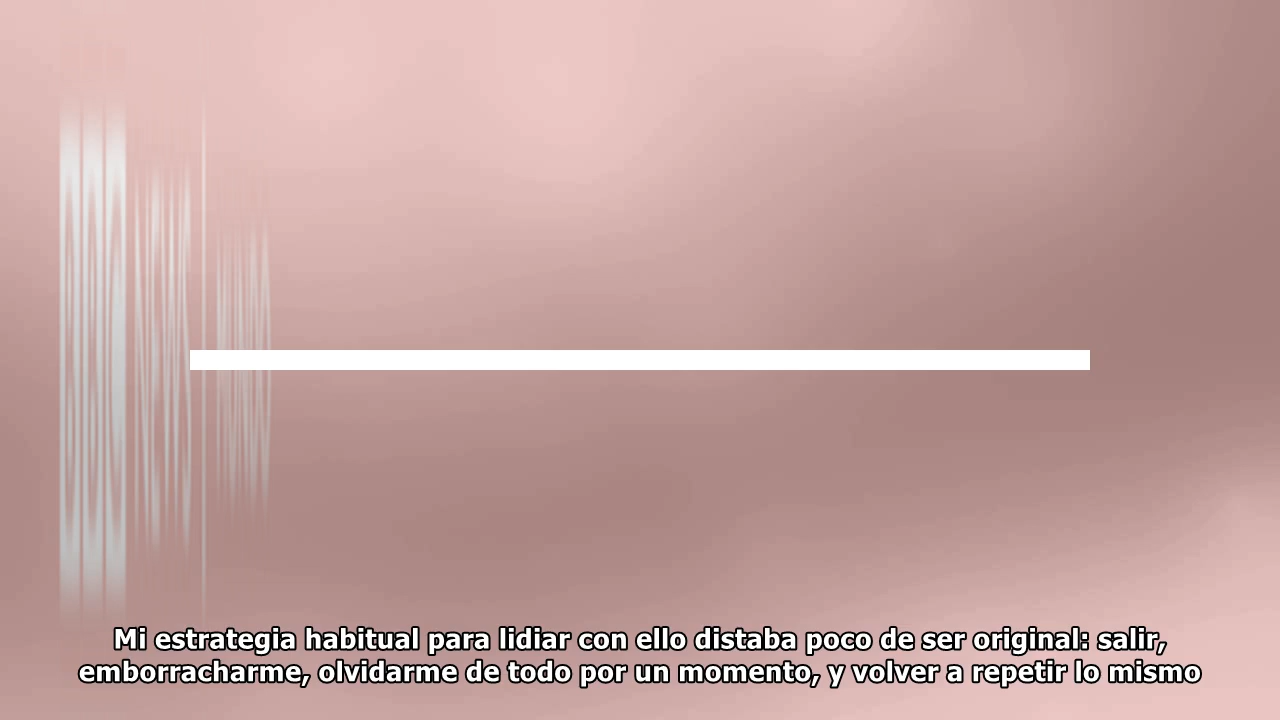 Mi estrategia habitual para lidiar con ello distaba poco de ser original: salir,
emborracharme, olvidarme de todo por un momento, y volver a repetir lo mismo